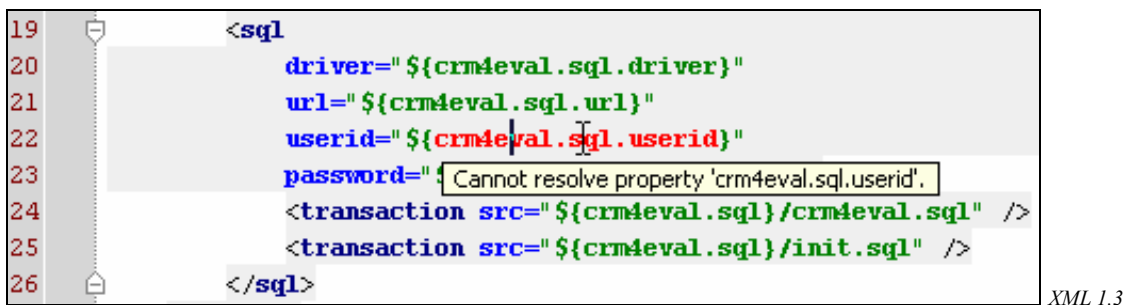 19 <sql
20 driver="${crm4eval.sql.driver}"
21 url="${crm4eval.sql.url}"
22 userid="${crm4eval.sql.userid}"
23 password=" Cannot resolve property 'crm4eval.sql.userid'.
24 <transaction src="${crm4eval.sql}/crm4eval.sql" />
25 <transaction src="${crm4eval.sql}/init.sql" />
26 </sql>
XML 1.3